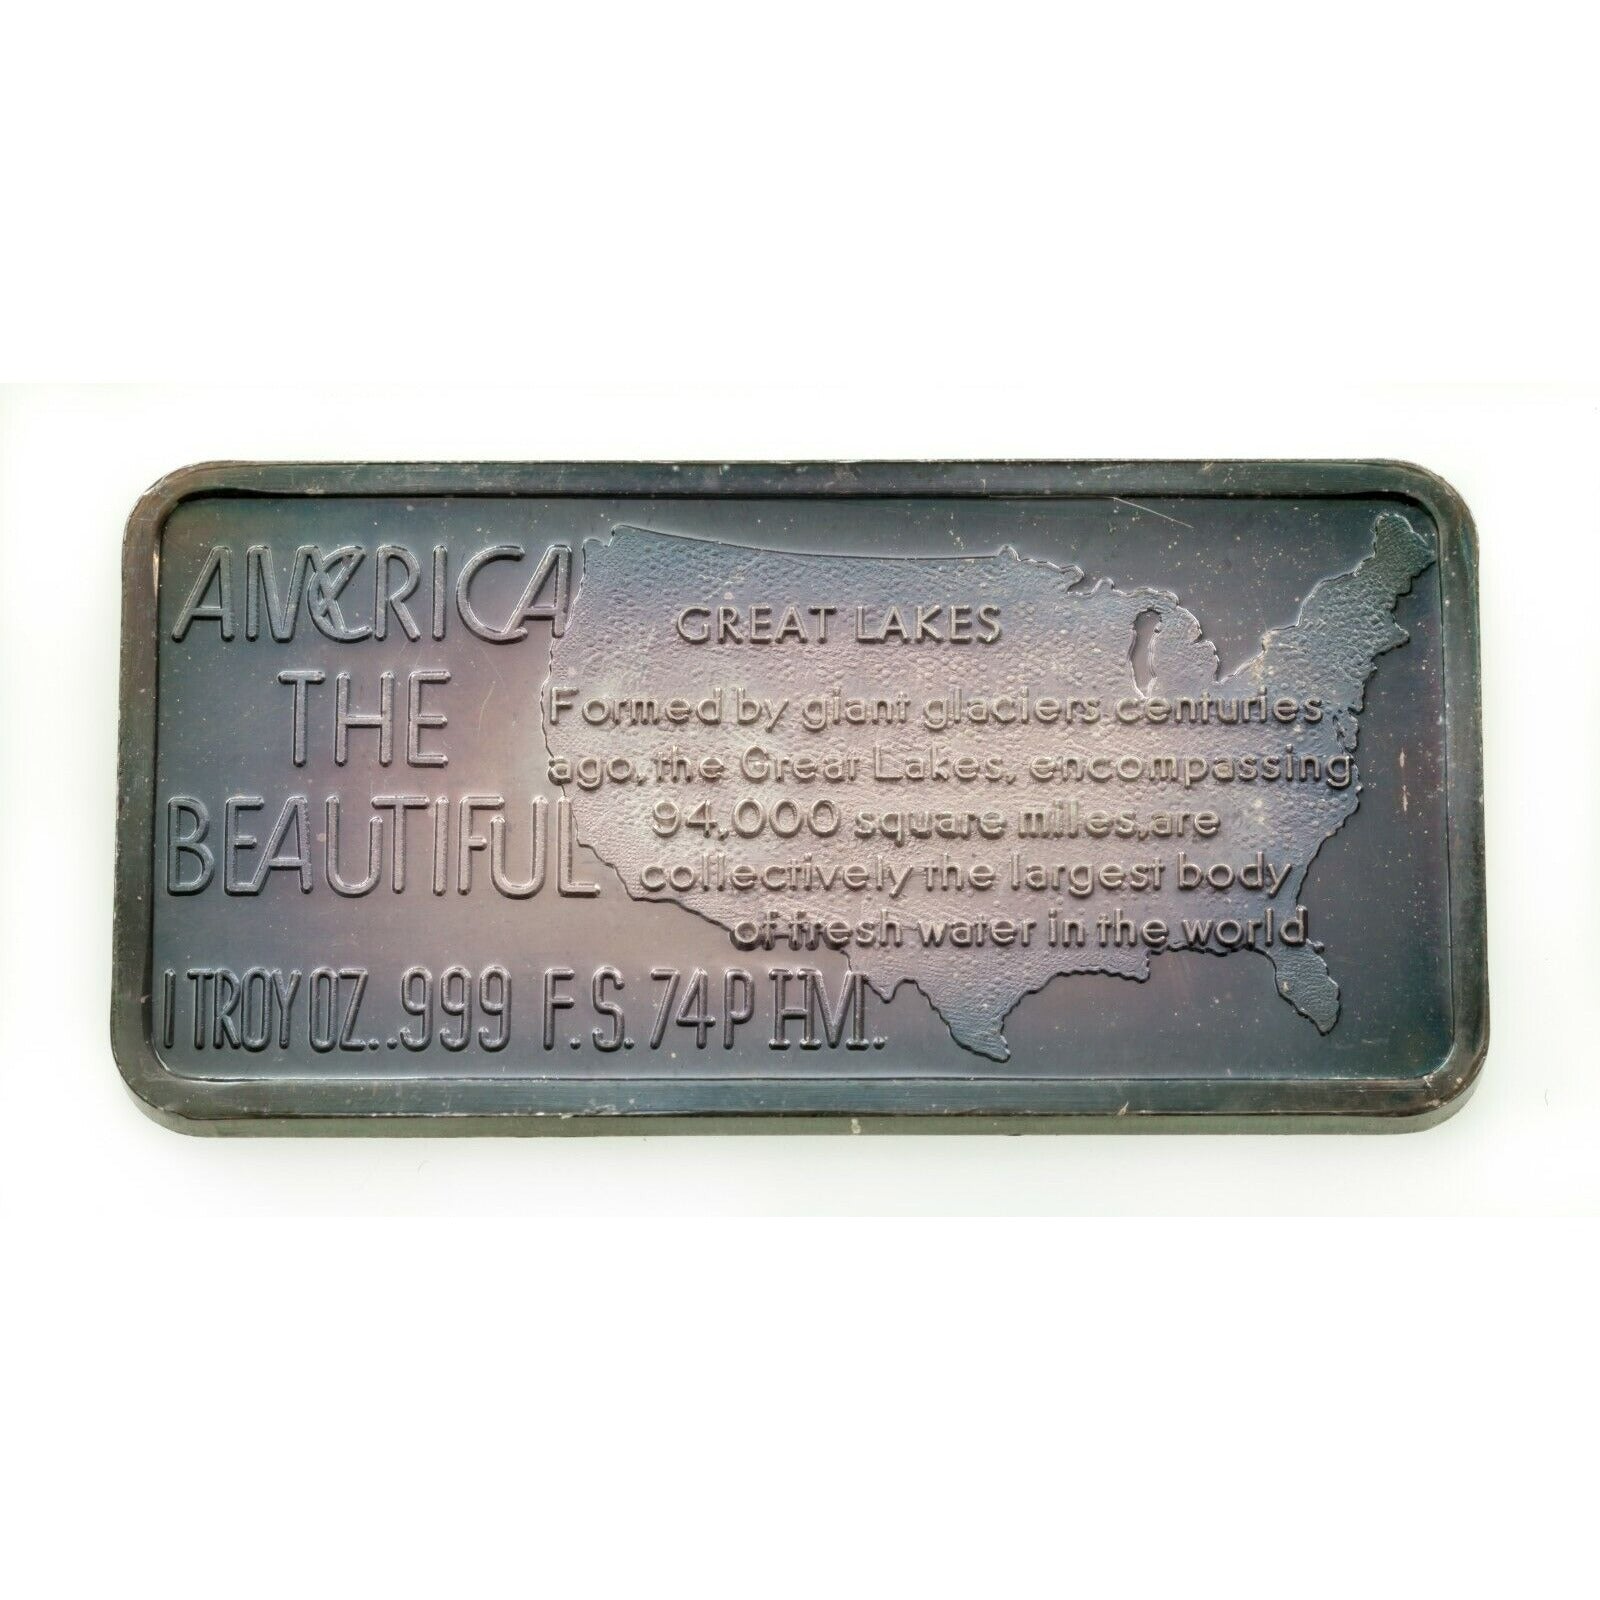 AMERICA
THE
BEAUTIFUL
1 TROY OZ..999 F.S. 74P HM.
GREAT LAKES
Formed by giant glaciers centuries
ago, the Great Lakes, encompassing
94,000 square miles, are
collectively the largest body
of fresh water in the world